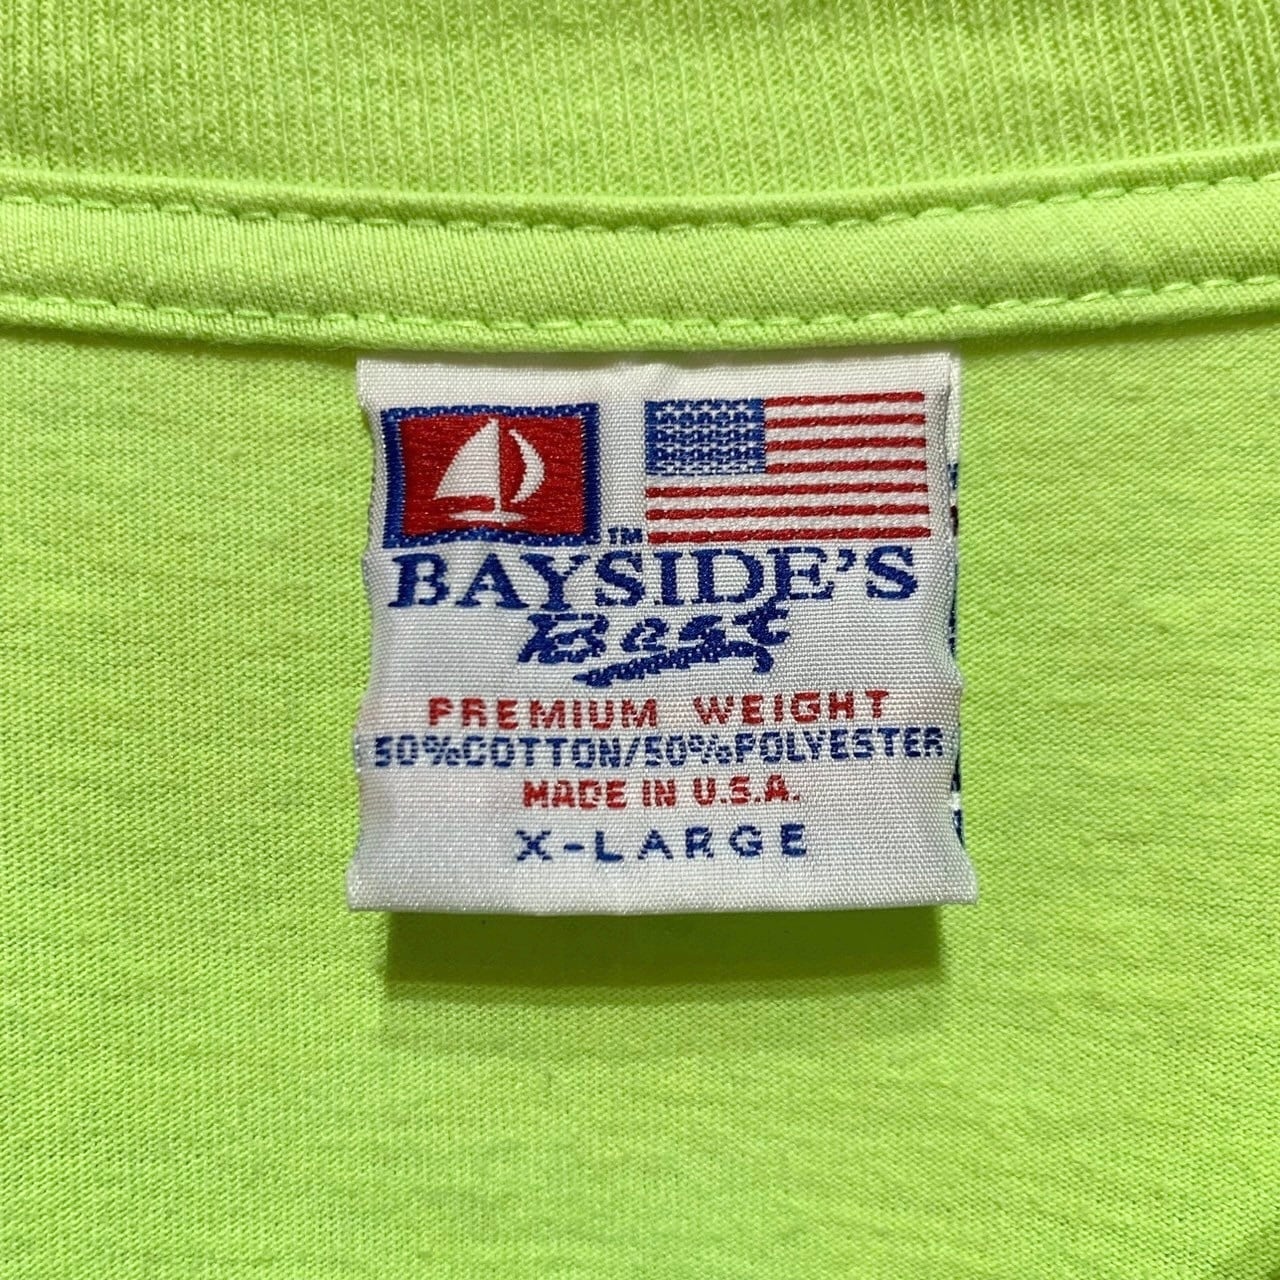 TM
BAYSIDE'S
Best
PREMIUM WEIGHT
50%COTTON/50%POLYESTER
MADE IN U.S.A.
X-LARGE